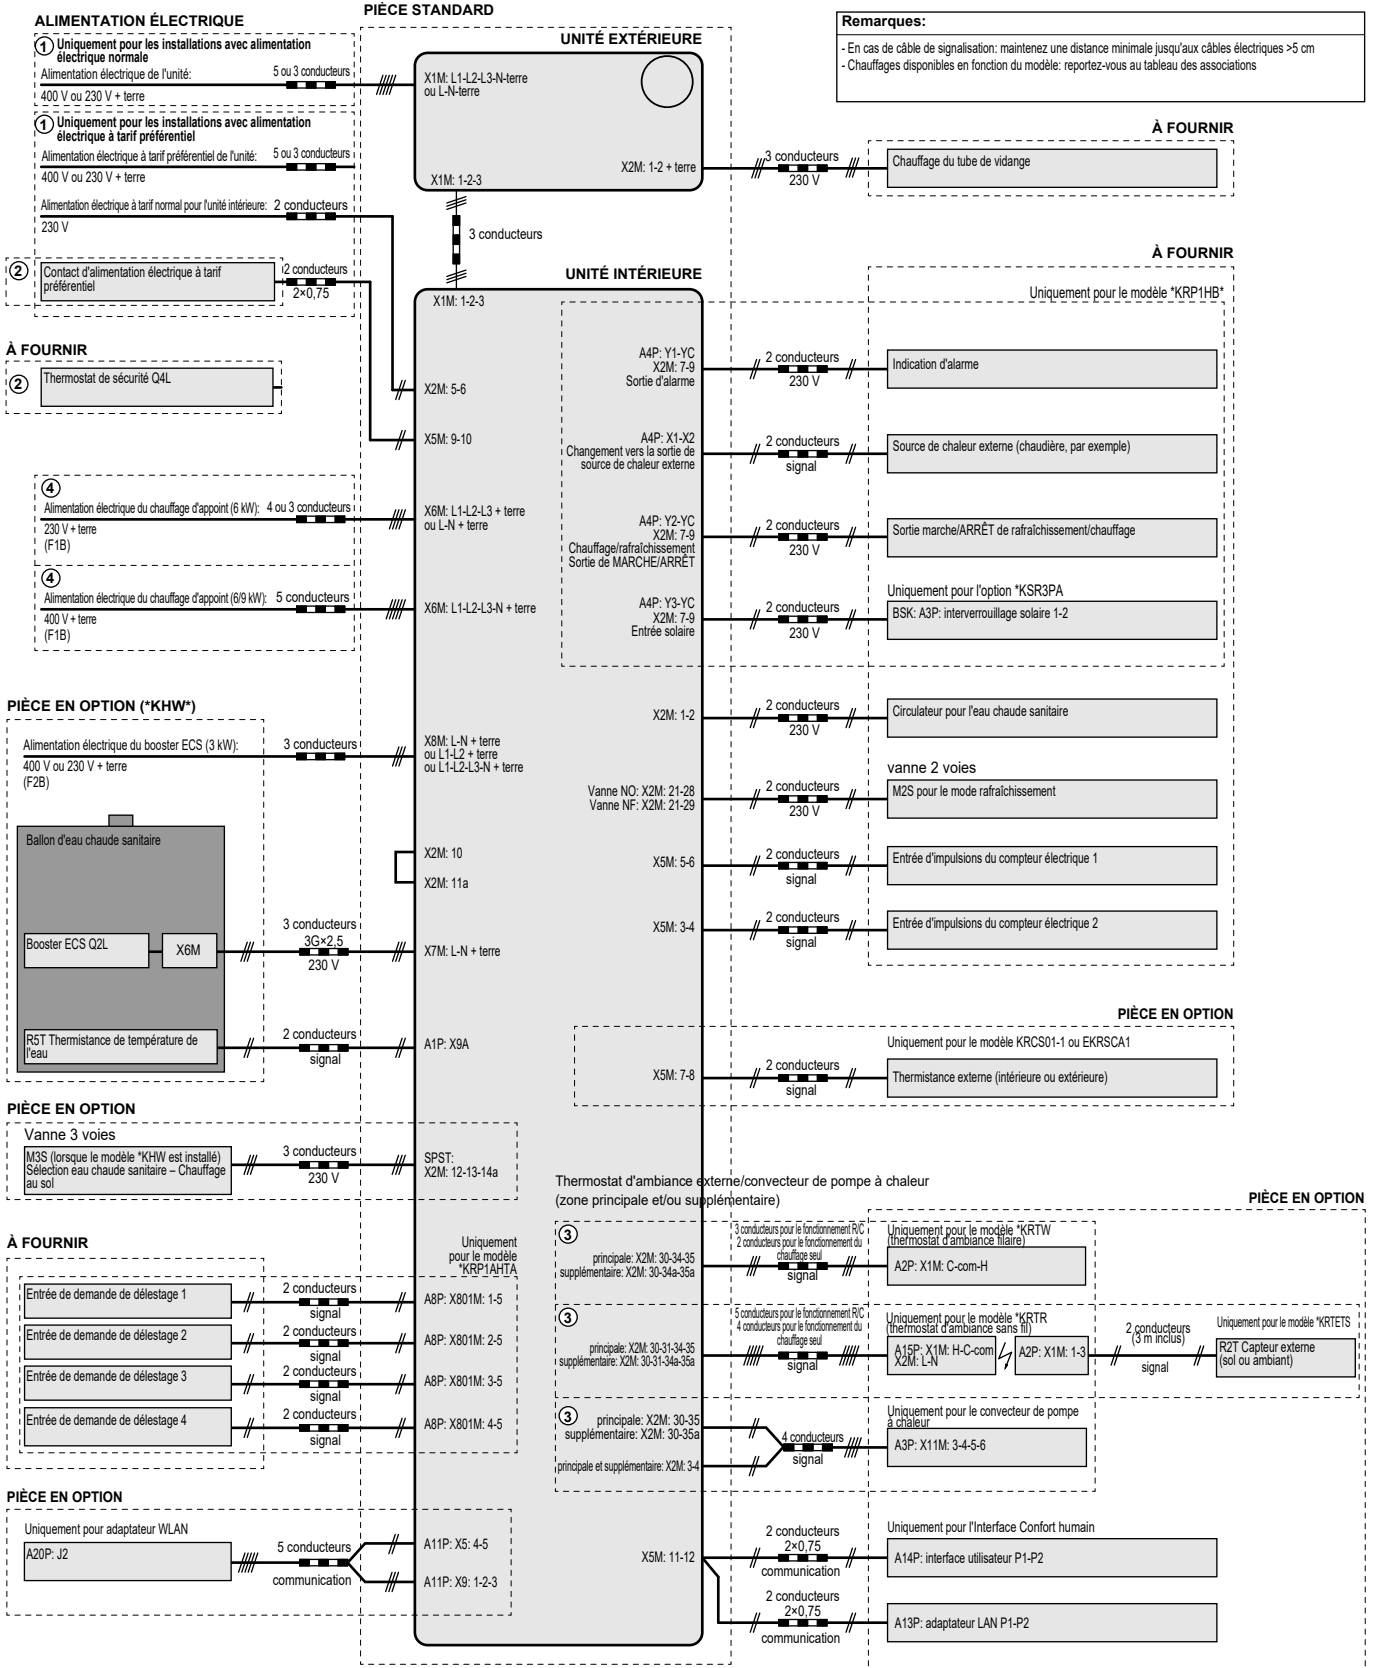 ALIMENTATION ÉLECTRIQUE
① Uniquement pour les installations avec alimentation
électrique normale
Alimentation électrique de l'unité:
5 ou 3 conducteurs
400 V ou 230 V + terre
① Uniquement pour les installations avec alimentation
électrique à tarif préférentiel
Alimentation électrique à tarif préférentiel de l'unité:
5 ou 3 conducteurs
400 V ou 230 V + terre
Alimentation électrique à tarif normal pour l'unité intérieure:
2 conducteurs
230 V
②
Contact d'alimentation électrique à tarif
préférentiel
2 conducteurs
2×0,75
À FOURNIR
②
Thermostat de sécurité Q4L
④
Alimentation électrique du chauffage d'appoint (6 kW):
4 ou 3 conducteurs
230 V + terre
(F1B)
④
Alimentation électrique du chauffage d'appoint (6/9 kW):
5 conducteurs
400 V + terre
(F1B)
PIÈCE EN OPTION (*KHW*)
Alimentation électrique du booster ECS (3 kW):
3 conducteurs
400 V ou 230 V + terre
(F2B)
Ballon d'eau chaude sanitaire
Booster ECS Q2L
X6M
3 conducteurs
3G×2,5
230 V
R5T Thermistance de température de
l'eau
2 conducteurs
signal
PIÈCE EN OPTION
Vanne 3 voies
M3S (lorsque le modèle *KHW est installé)
Sélection eau chaude sanitaire – Chauffage
au sol
3 conducteurs
230 V
À FOURNIR
Entrée de demande de délestage 1
2 conducteurs
signal
Entrée de demande de délestage 2
2 conducteurs
signal
Entrée de demande de délestage 3
2 conducteurs
signal
Entrée de demande de délestage 4
2 conducteurs
signal
PIÈCE EN OPTION
Uniquement pour adaptateur WLAN
A20P: J2
5 conducteurs
communication
PIÈCE STANDARD
UNITÉ EXTÉRIEURE
X1M: L1-L2-L3-N-terre
ou L-N-terre
X2M: 1-2 + terre
X1M: 1-2-3
3 conducteurs
UNITÉ INTÉRIEURE
X1M: 1-2-3
X2M: 5-6
X5M: 9-10
X6M: L1-L2-L3 + terre
ou L-N + terre
X6M: L1-L2-L3-N + terre
X8M: L-N + terre
ou L1-L2 + terre
ou L1-L2-L3-N + terre
X2M: 10
X2M: 11a
X7M: L-N + terre
A1P: X9A
SPST:
X2M: 12-13-14a
Uniquement
pour le modèle
*KRP1AHTA
A8P: X801M: 1-5
A8P: X801M: 2-5
A8P: X801M: 3-5
A8P: X801M: 4-5
A11P: X5: 4-5
A11P: X9: 1-2-3
Remarques:
- En cas de câble de signalisation: maintenez une distance minimale jusqu'aux câbles électriques >5 cm
- Chauffages disponibles en fonction du modèle: reportez-vous au tableau des associations
À FOURNIR
3 conducteurs
230 V
Chauffage du tube de vidange
À FOURNIR
Uniquement pour le modèle *KRP1HB*
A4P: Y1-YC
X2M: 7-9
Sortie d'alarme
2 conducteurs
230 V
Indication d'alarme
A4P: X1-X2
Changement vers la sortie de
source de chaleur externe
2 conducteurs
signal
Source de chaleur externe (chaudière, par exemple)
A4P: Y2-YC
X2M: 7-9
Chauffage/rafraîchissement
Sortie de MARCHE/ARRÊT
2 conducteurs
230 V
Sortie marche/ARRÊT de rafraîchissement/chauffage
Uniquement pour l'option *KSR3PA
A4P: Y3-YC
X2M: 7-9
Entrée solaire
2 conducteurs
230 V
BSK: A3P: interverrouillage solaire 1-2
X2M: 1-2
2 conducteurs
230 V
Circulateur pour l'eau chaude sanitaire
vanne 2 voies
Vanne NO: X2M: 21-28
Vanne NF: X2M: 21-29
2 conducteurs
230 V
M2S pour le mode rafraîchissement
X5M: 5-6
2 conducteurs
signal
Entrée d'impulsions du compteur électrique 1
X5M: 3-4
2 conducteurs
signal
Entrée d'impulsions du compteur électrique 2
PIÈCE EN OPTION
Uniquement pour le modèle KRCS01-1 ou EKRSCA1
X5M: 7-8
2 conducteurs
signal
Thermistance externe (intérieure ou extérieure)
Thermostat d'ambiance externe/convecteur de pompe à chaleur
(zone principale et/ou supplémentaire)
PIÈCE EN OPTION
③
principale: X2M: 30-34-35
supplémentaire: X2M: 30-34a-35a
3 conducteurs pour le fonctionnement R/C
2 conducteurs pour le fonctionnement du
chauffage seul
signal
Uniquement pour le modèle *KRTW
(thermostat d'ambiance filaire)
A2P: X1M: C-com-H
③
principale: X2M: 30-31-34-35
supplémentaire: X2M: 30-31-34a-35a
5 conducteurs pour le fonctionnement R/C
4 conducteurs pour le fonctionnement du
chauffage seul
signal
Uniquement pour le modèle *KRTR
(thermostat d'ambiance sans fil)
A15P: X1M: H-C-com
X2M: L-N
A2P: X1M: 1-3
2 conducteurs
(3 m inclus)
signal
Uniquement pour le modèle *KRTETS
R2T Capteur externe
(sol ou ambiant)
③
principale: X2M: 30-35
supplémentaire: X2M: 30-35a
principale et supplémentaire: X2M: 3-4
4 conducteurs
signal
Uniquement pour le convecteur de pompe
à chaleur
A3P: X11M: 3-4-5-6
X5M: 11-12
2 conducteurs
2×0,75
communication
Uniquement pour l'Interface Confort humain
A14P: interface utilisateur P1-P2
2 conducteurs
2×0,75
communication
A13P: adaptateur LAN P1-P2